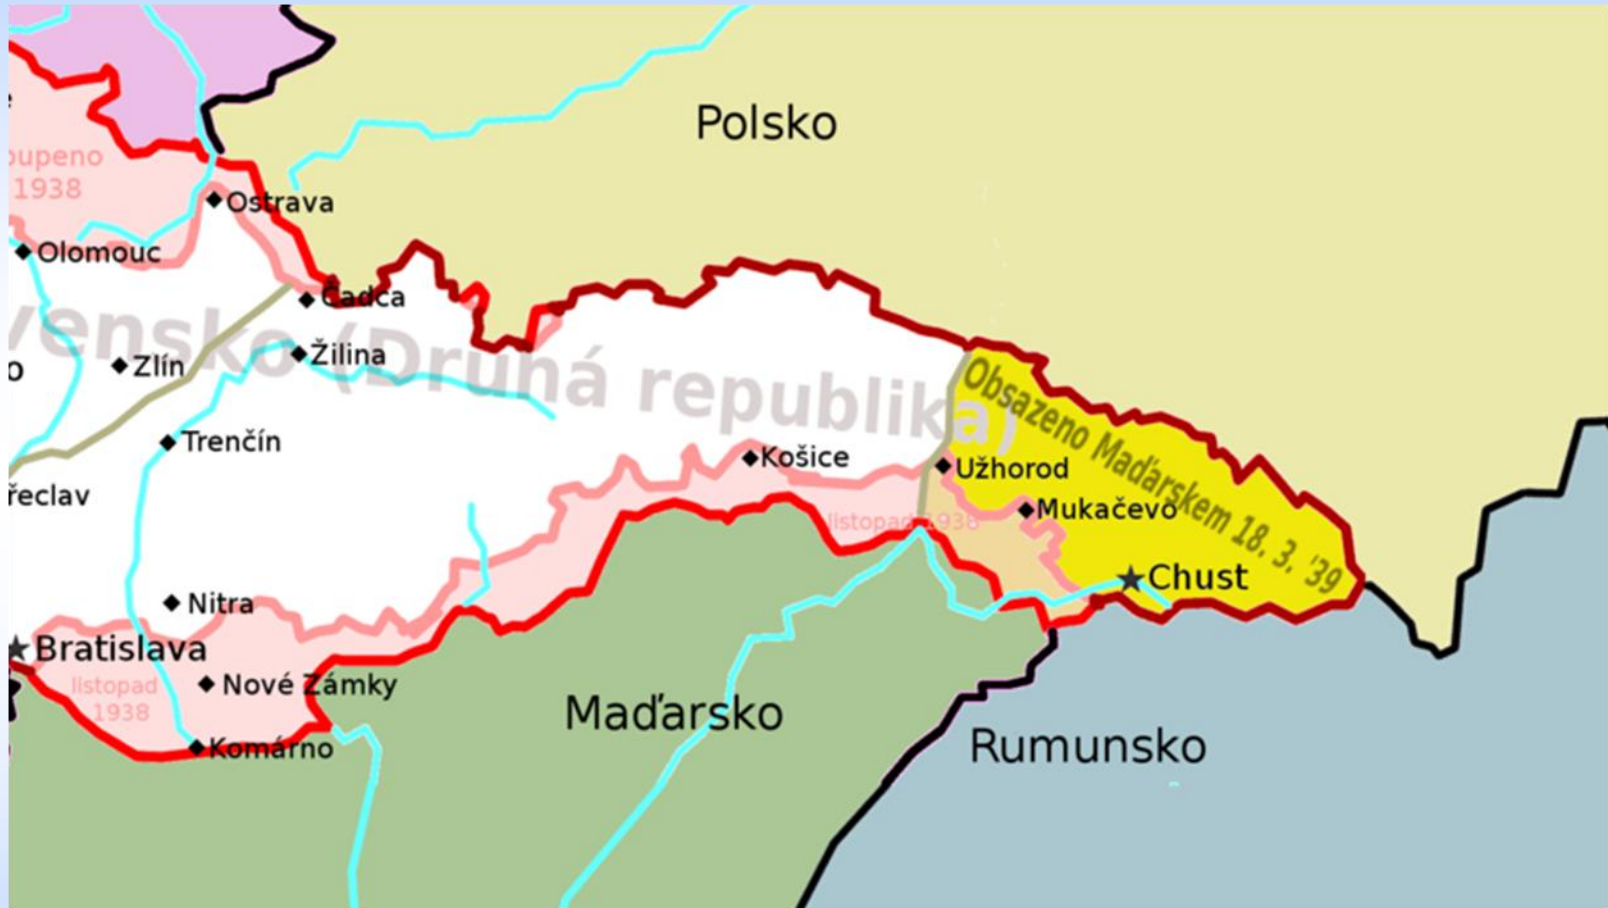 Polsko
oupeno
1938
Ostrava
Olomouc
Čadca
vensko (Druhá republika)
Žilina
Zlín
o
Obsazeno Maďarskem 18. 3. '39
Trenčín
Košice
Užhorod
řeclav
Mukačevo
listopad 1938
Chust
Nitra
Bratislava
listopad
1938
Nové Zámky
Maďarsko
Komárno
Rumunsko